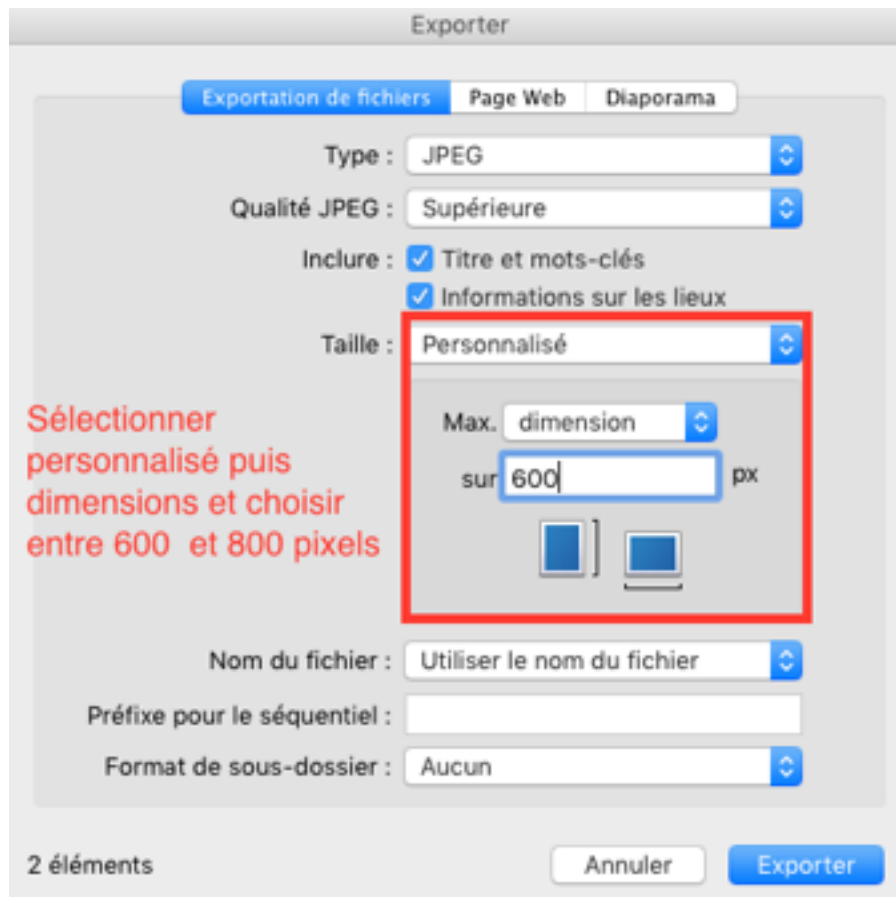 Exporter
Exportation de fichiers Page Web Diaporama
Type : JPEG
Qualité JPEG : Supérieure
Inclure : Titre et mots-clés
Informations sur les lieux
Taille : Personnalisé
Max. dimension
sur 600 px
Sélectionner
personnalisé puis
dimensions et choisir
entre 600 et 800 pixels
Nom du fichier : Utiliser le nom du fichier
Préfixe pour le séquentiel :
Format de sous-dossier : Aucun
2 éléments Annuler Exporter